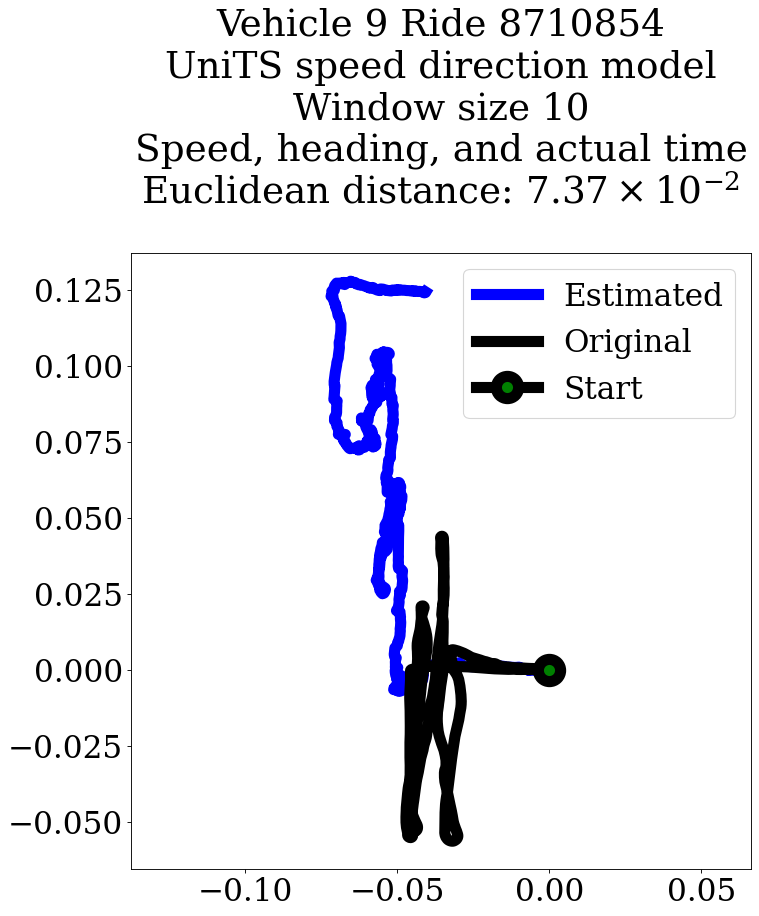 Vehicle 9 Ride 8710854
UniTS speed direction model
Window size 10
Speed, heading, and actual time
Euclidean distance: 7.37 × 10⁻²
Estimated
Original
Start
0.125
0.100
0.075
0.050
0.025
0.000
−0.025
−0.050
−0.10
−0.05
0.00
0.05